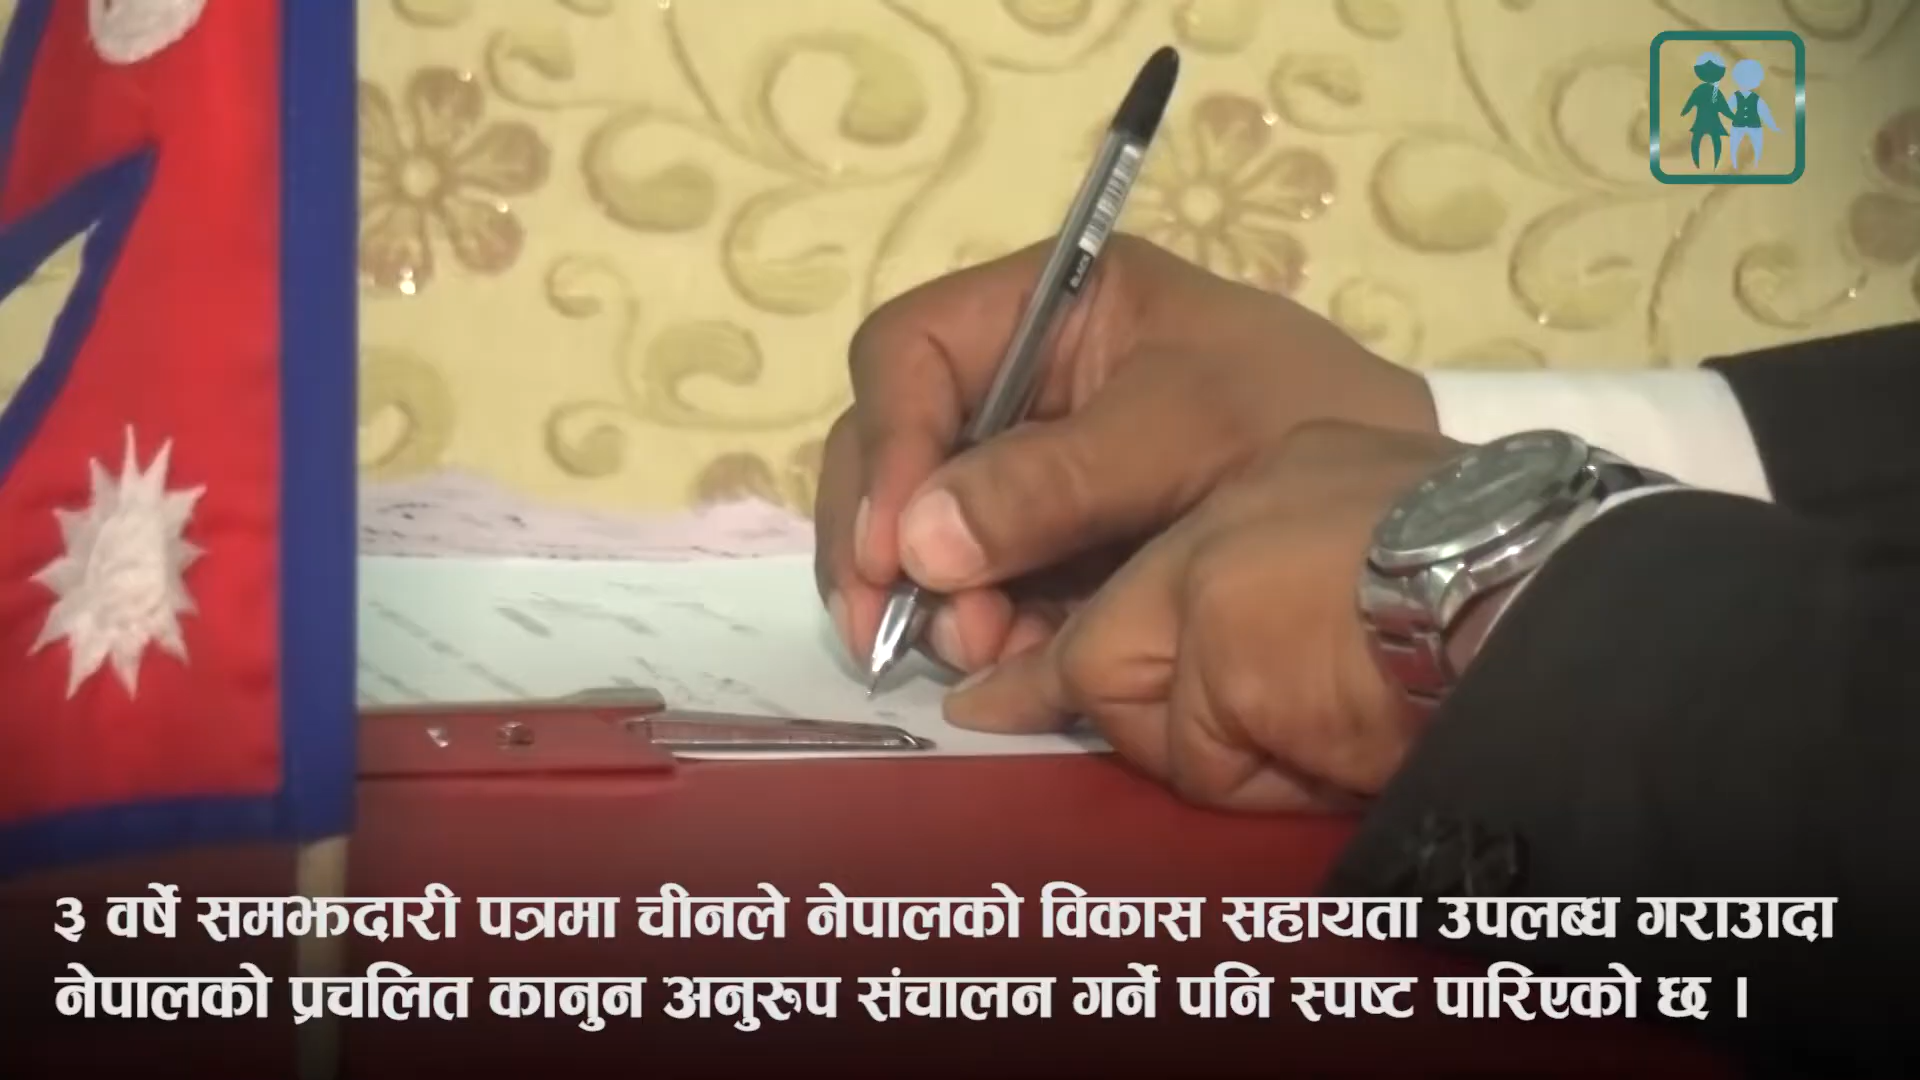 BLACK
३ वर्षे समझदारी पत्रमा चीनले नेपालको विकास सहायता उपलब्ध गराउादा
नेपालको प्रचलित कानुन अनुरुप संचालन गर्ने पनि स्पष्ट पारिएको छ ।